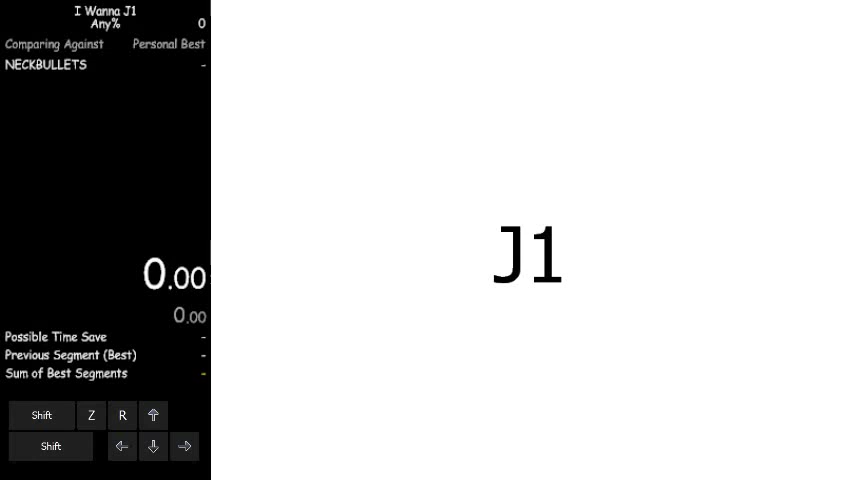 I Wanna J1
Any% 0
Comparing Against Personal Best
NECKBULLETS -
J1
0.00
0.00
Possible Time Save -
Previous Segment (Best) -
Sum of Best Segments -
Shift Z R ↑
Shift ← ↓ →